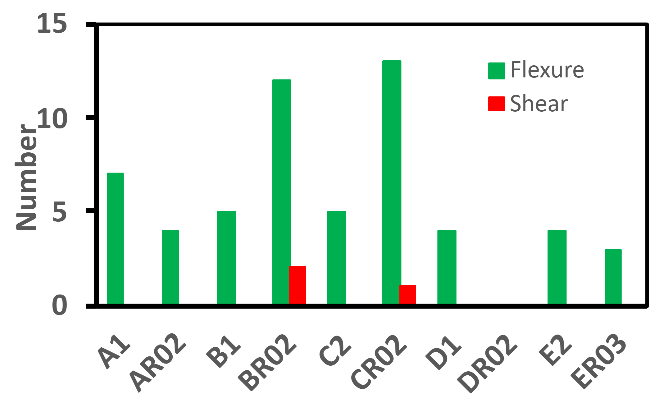 15
10
5
0
Number
Flexure
Shear
A1
AR02
B1
BR02
C2
CR02
D1
DR02
E2
ER03